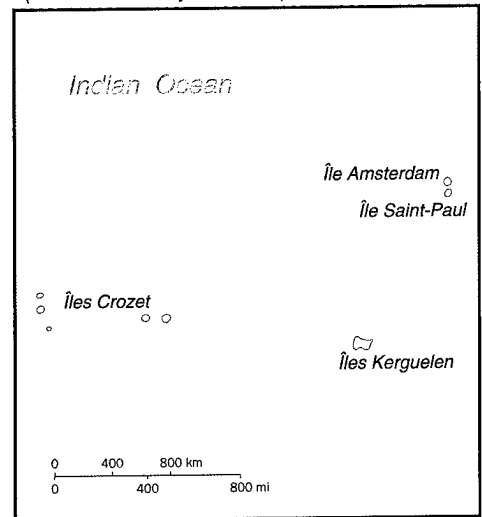 Indian Ocean
Île Amsterdam
Île Saint-Paul
Îles Crozet
Îles Kerguelen
0 400 800 km
0 400 800 mi